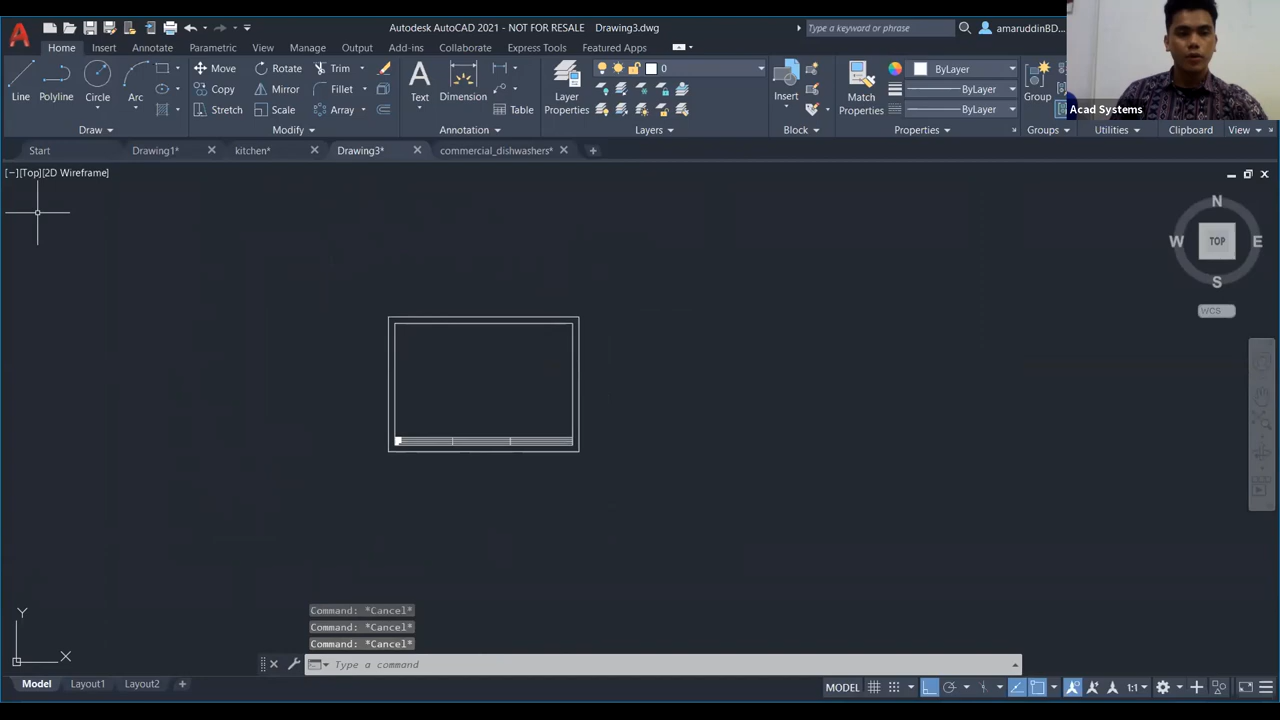 Autodesk AutoCAD 2021 - NOT FOR RESALE Drawing3.dwg
Type a keyword or phrase
amaruddinBD...
Home Insert Annotate Parametric View Manage Output Add-ins Collaborate Express Tools Featured Apps
Line Polyline Circle Arc
Move Rotate Trim
Copy Mirror Fillet
Stretch Scale Array
Text Dimension Table
Layer Properties
0
Insert
Match Properties
ByLayer
ByLayer
ByLayer
Group
Acad Systems
Draw Modify Annotation Layers Block Properties Groups Utilities Clipboard View
Start Drawing1* kitchen* Drawing3* commercial_dishwashers*
[−][Top][2D Wireframe]
N
W TOP E
S
WCS
Y
X
Command: *Cancel*
Command: *Cancel*
Command: *Cancel*
Type a command
Model Layout1 Layout2
MODEL 1:1